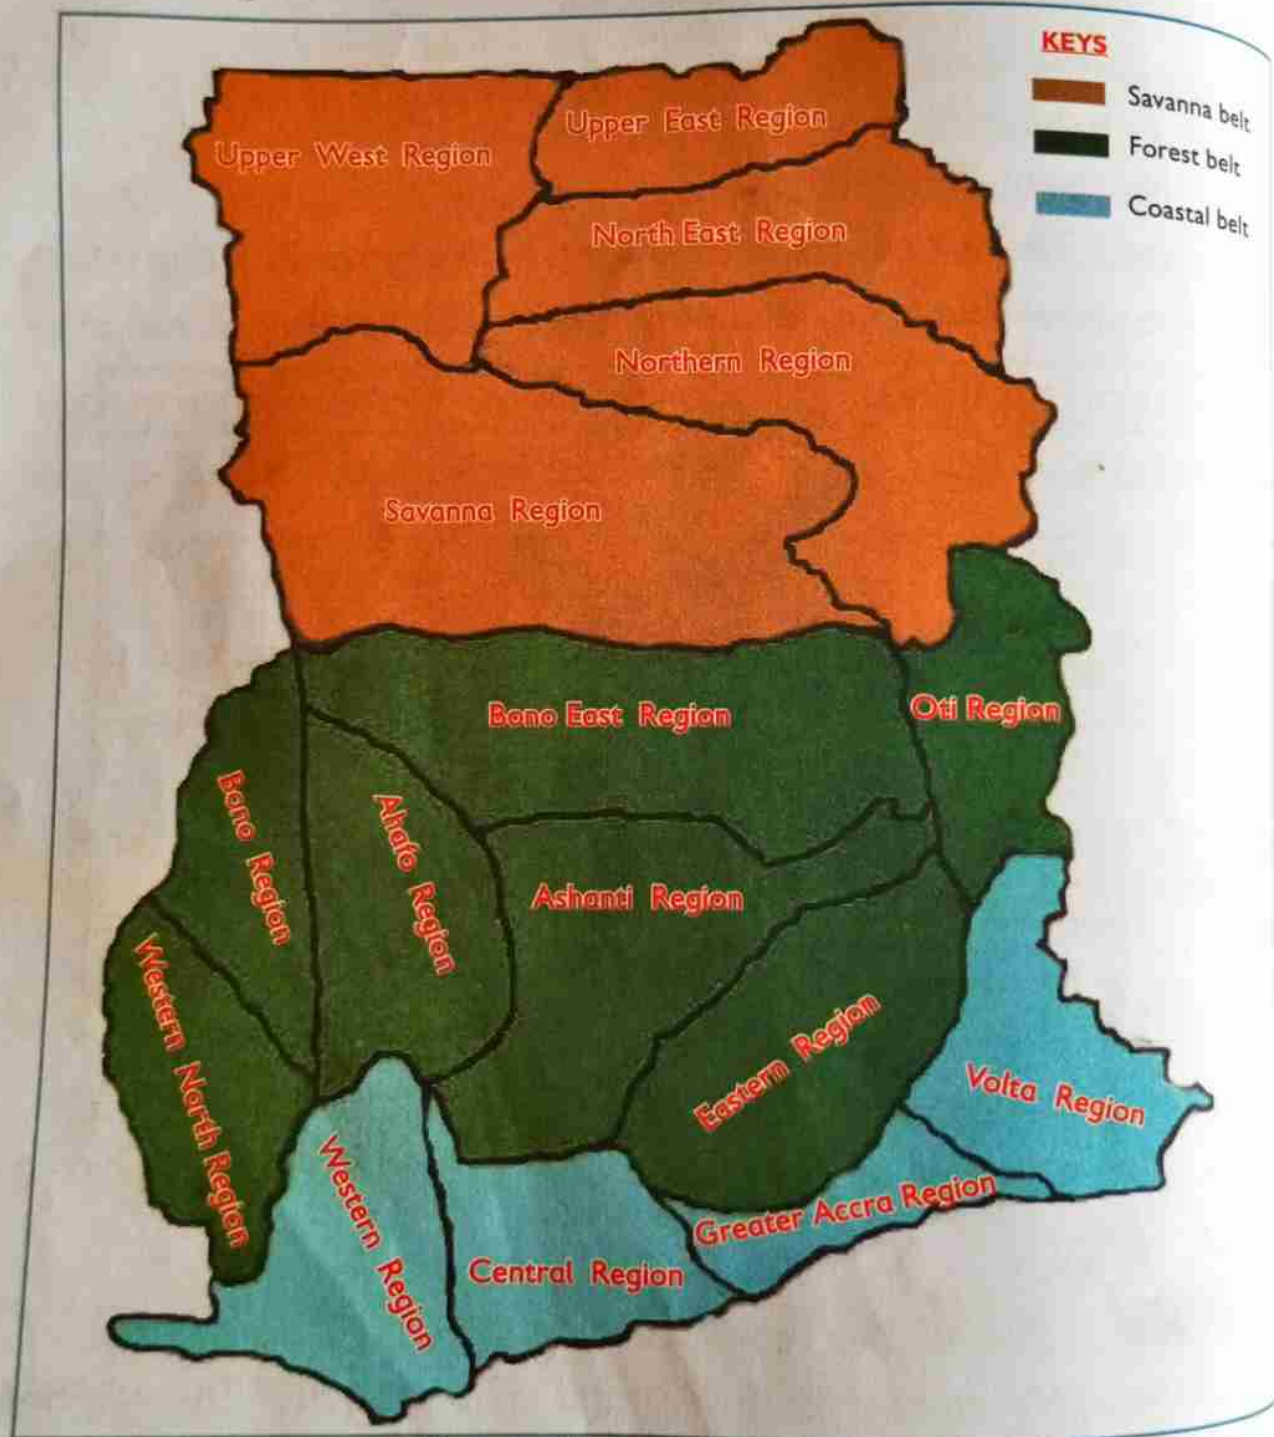 KEYS
Savanna belt
Forest belt
Coastal belt
Upper East Region
Upper West Region
North East Region
Northern Region
Savanna Region
Bono East Region
Oti Region
Bono Region
Ahafo Region
Ashanti Region
Western North Region
Eastern Region
Volta Region
Western Region
Greater Accra Region
Central Region